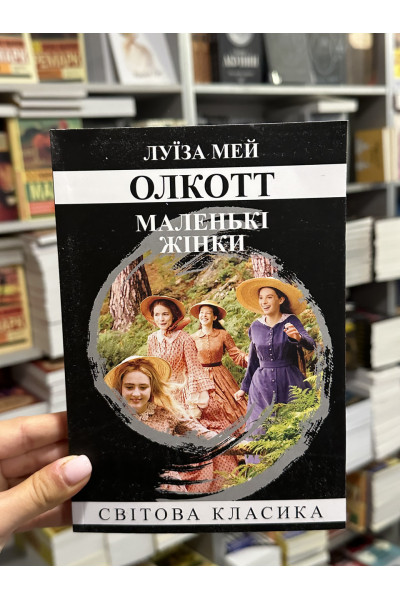 ЛУЇЗА МЕЙ
ОЛКОТТ
МАЛЕНЬКІ
ЖІНКИ
СВІТОВА КЛАСИКА